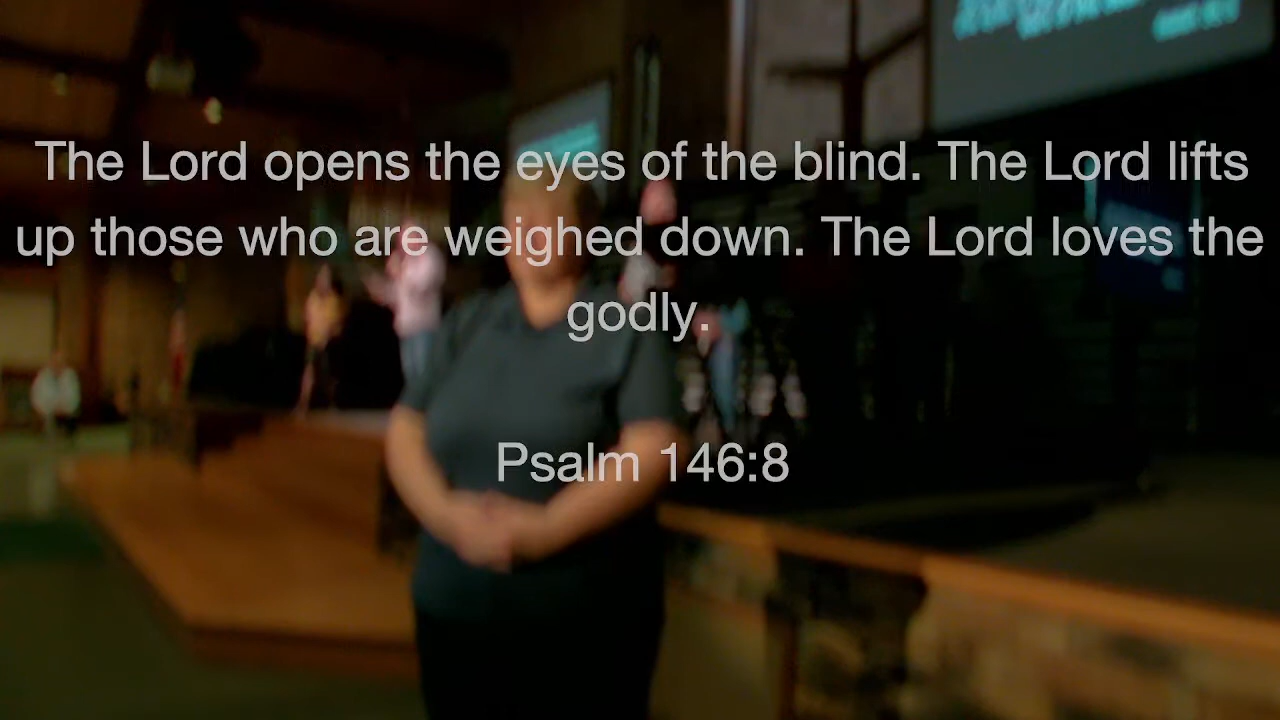 The Lord opens the eyes of the blind. The Lord lifts
up those who are weighed down. The Lord loves the
godly.
Psalm 146:8